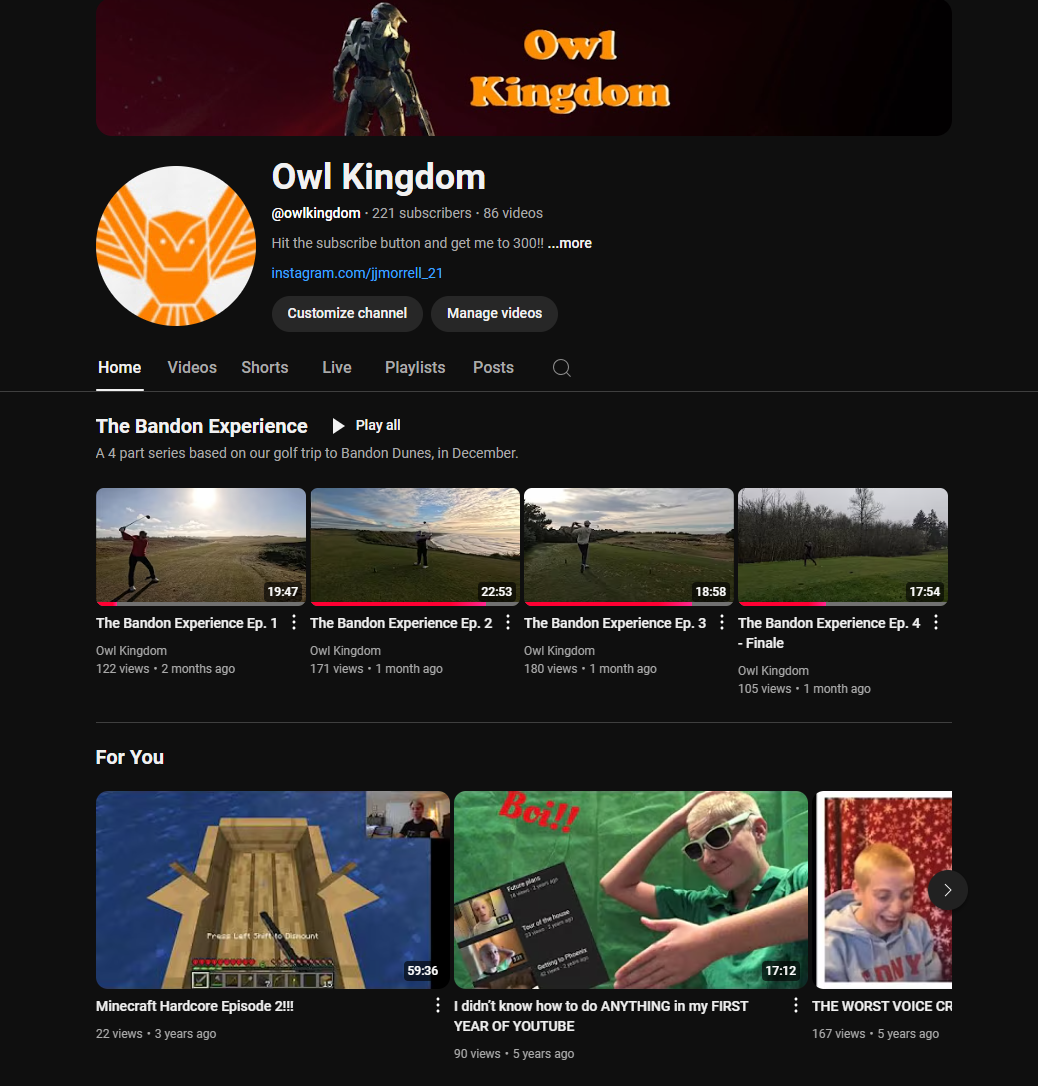 Owl
Kingdom
Owl Kingdom
@owlkingdom • 221 subscribers • 86 videos
Hit the subscribe button and get me to 300!! ...more
instagram.com/jjmorrell_21
Customize channel
Manage videos
Home
Videos
Shorts
Live
Playlists
Posts
The Bandon Experience
Play all
A 4 part series based on our golf trip to Bandon Dunes, in December.
19:47
22:53
18:58
17:54
The Bandon Experience Ep. 1
Owl Kingdom
122 views • 2 months ago
The Bandon Experience Ep. 2
Owl Kingdom
171 views • 1 month ago
The Bandon Experience Ep. 3
Owl Kingdom
180 views • 1 month ago
The Bandon Experience Ep. 4
- Finale
Owl Kingdom
105 views • 1 month ago
For You
Press Left Shift to Dismount
7
15
59:36
Minecraft Hardcore Episode 2!!!
22 views • 3 years ago
Boi!!
Future plans
Tour of the house
Getting to Phoenix
17:12
I didn't know how to do ANYTHING in my FIRST
YEAR OF YOUTUBE
90 views • 5 years ago
THE WORST VOICE CR
167 views • 5 years ago